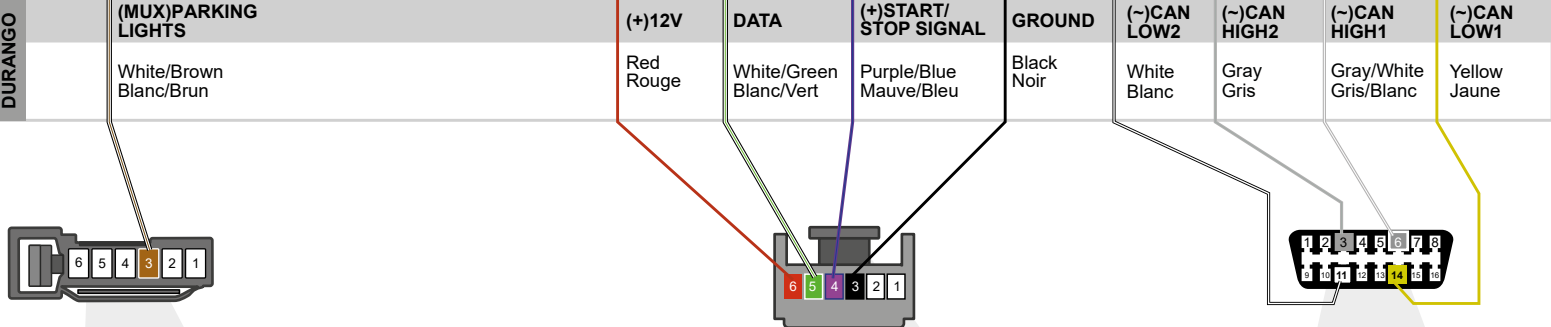 DURANGO
(MUX)PARKING
LIGHTS
(+)12V
DATA
(+)START/
STOP SIGNAL
GROUND
(~)CAN
LOW2
(~)CAN
HIGH2
(~)CAN
HIGH1
(~)CAN
LOW1
White/Brown
Blanc/Brun
Red
Rouge
White/Green
Blanc/Vert
Purple/Blue
Mauve/Bleu
Black
Noir
White
Blanc
Gray
Gris
Gray/White
Gris/Blanc
Yellow
Jaune
6 5 4 3 2 1
6 5 4 3 2 1
1 2 3 4 5 6 7 8
9 10 11 12 13 14 15 16